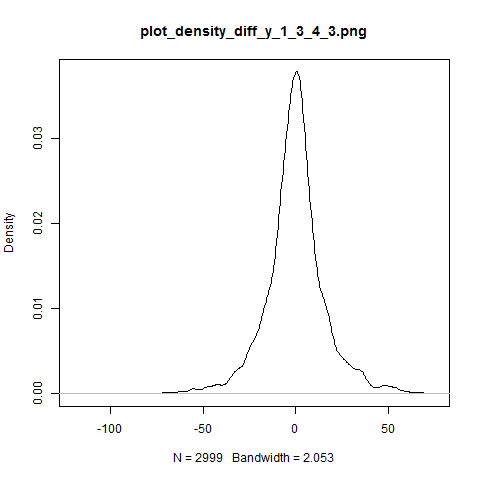 plot_density_diff_y_1_3_4_3.png
Density
0.03
0.02
0.01
0.00
-100 -50 0 50
N = 2999 Bandwidth = 2.053